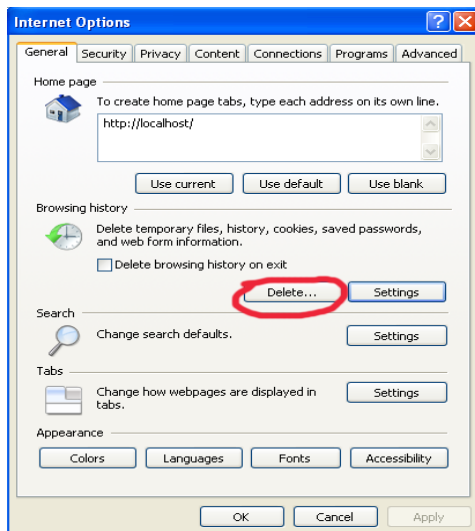 Internet Options
General Security Privacy Content Connections Programs Advanced
Home page
To create home page tabs, type each address on its own line.
http://localhost/
Use current Use default Use blank
Browsing history
Delete temporary files, history, cookies, saved passwords,
and web form information.
Delete browsing history on exit
Delete... Settings
Search
Change search defaults. Settings
Tabs
Change how webpages are displayed in Settings
tabs.
Appearance
Colors Languages Fonts Accessibility
OK Cancel Apply